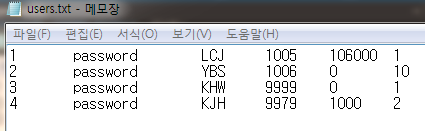 users.txt - 메모장
파일(F) 편집(E) 서식(O) 보기(V) 도움말(H)
1 password LCJ 1005 106000 1
2 password YBS 1006 0 10
3 password KHW 9999 0 1
4 password KJH 9979 1000 2